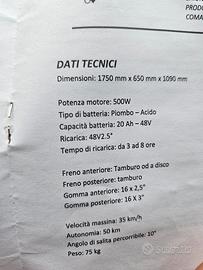 PRODO
COMA
DATI TECNICI
Dimensioni: 1750 mm x 650 mm x 1090 mm
Potenza motore: 500W
Tipo di batteria: Piombo – Acido
Capacità batteria: 20 Ah – 48V
Ricarica: 48V2.5"
Tempo di ricarica: da 3 ad 8 ore
Freno anteriore: Tamburo od a disco
Freno posteriore: tamburo
Gomma anteriore: 16 x 2,5"
Gomma posteriore: 16 X 3"
Velocità massima: 35 km/h
Autonomia: 50 km
Angolo di salita percorribile: 10°
Peso: 75 kg
Subito.it